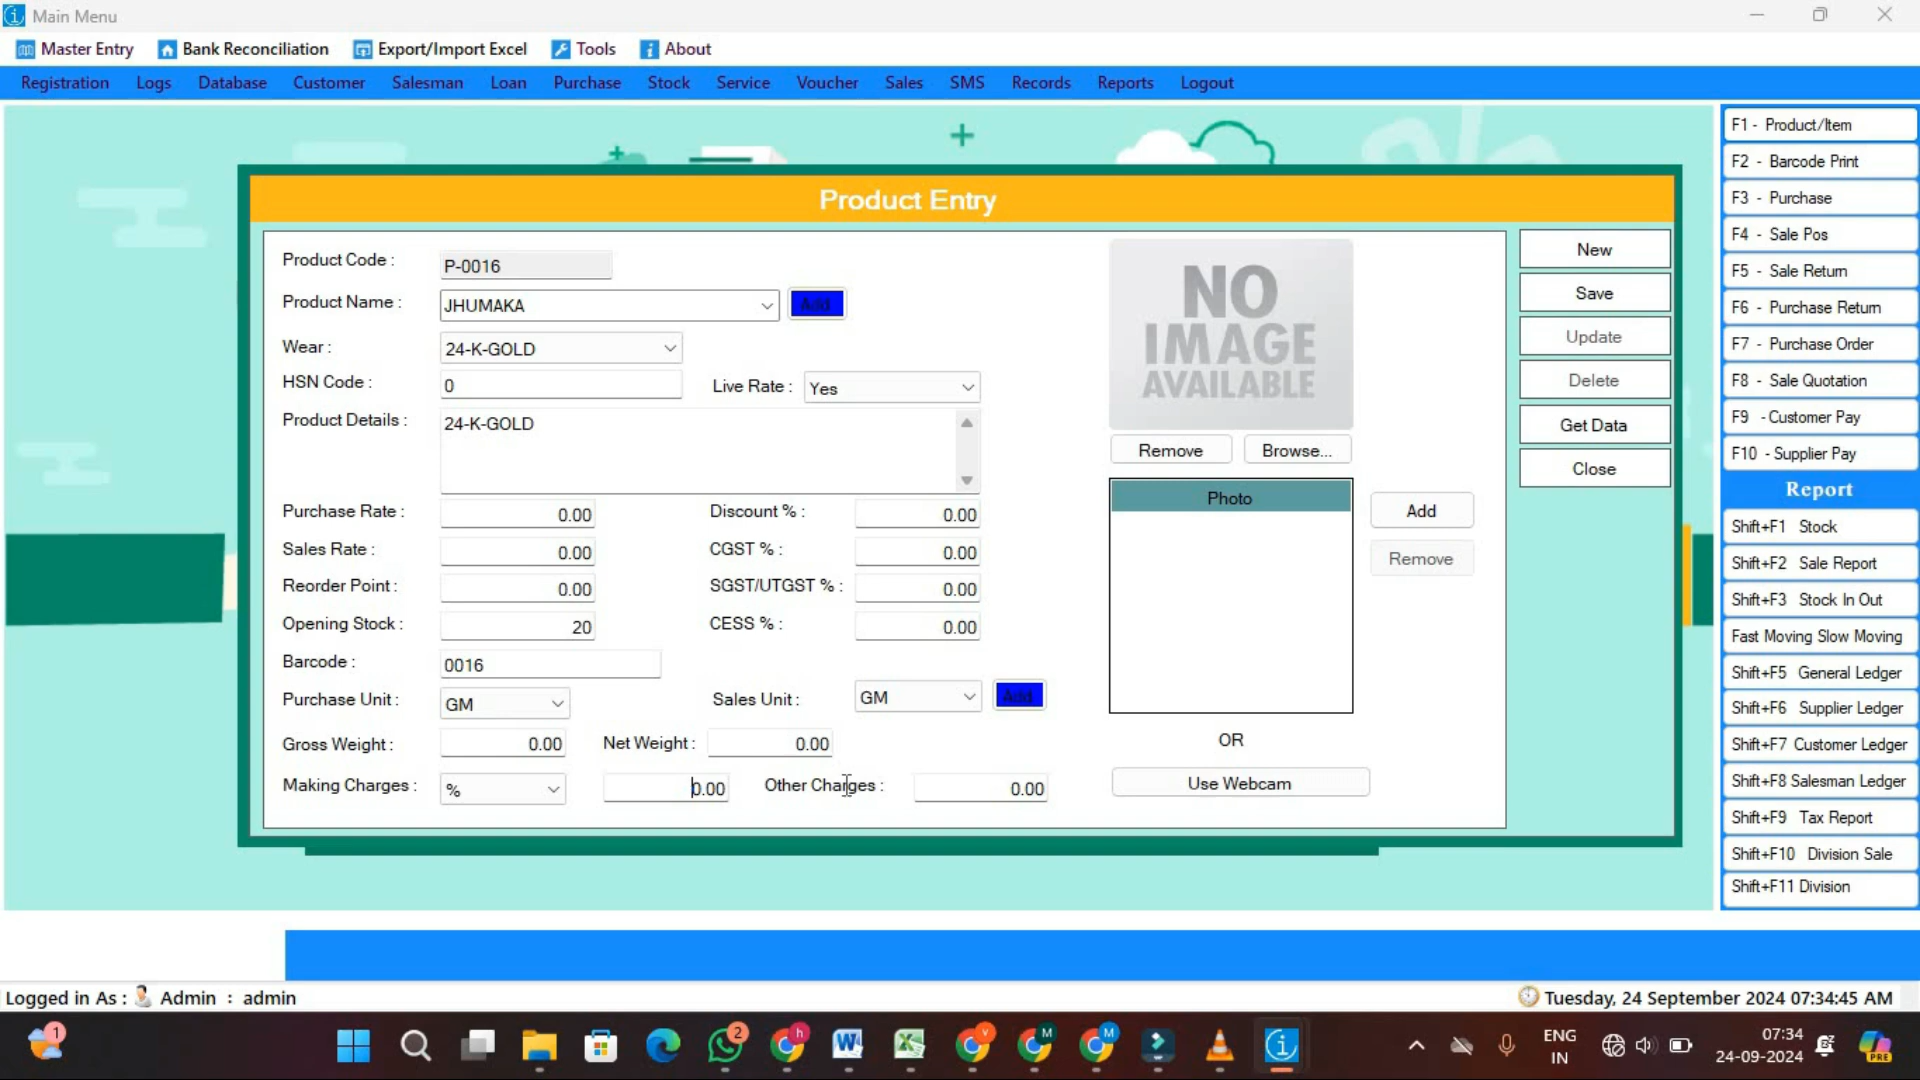 Main Menu
Master Entry Bank Reconciliation Export/Import Excel Tools About
Registration Logs Database Customer Salesman Loan Purchase Stock Service Voucher Sales SMS Records Reports Logout
Product Entry
Product Code : P-0016
Product Name : JHUMAKA Add
Wear : 24-K-GOLD
HSN Code : 0 Live Rate : Yes
Product Details : 24-K-GOLD
Purchase Rate : 0.00 Discount % : 0.00
Sales Rate : 0.00 CGST % : 0.00
Reorder Point : 0.00 SGST/UTGST % : 0.00
Opening Stock : 20 CESS % : 0.00
Barcode : 0016
Purchase Unit : GM Sales Unit : GM Add
Gross Weight : 0.00 Net Weight : 0.00
Making Charges : % 0.00 Other Charges : 0.00
NO
IMAGE
AVAILABLE
Remove Browse...
Photo
Add
Remove
OR
Use Webcam
New
Save
Update
Delete
Get Data
Close
F1 - Product/Item
F2 - Barcode Print
F3 - Purchase
F4 - Sale Pos
F5 - Sale Return
F6 - Purchase Return
F7 - Purchase Order
F8 - Sale Quotation
F9 - Customer Pay
F10 - Supplier Pay
Report
Shift+F1 Stock
Shift+F2 Sale Report
Shift+F3 Stock In Out
Fast Moving Slow Moving
Shift+F5 General Ledger
Shift+F6 Supplier Ledger
Shift+F7 Customer Ledger
Shift+F8 Salesman Ledger
Shift+F9 Tax Report
Shift+F10 Division Sale
Shift+F11 Division
Logged in As : Admin : admin
Tuesday, 24 September 2024 07:34:45 AM
1
2
h
V
M
M
ENG
IN
07:34
24-09-2024
PRE